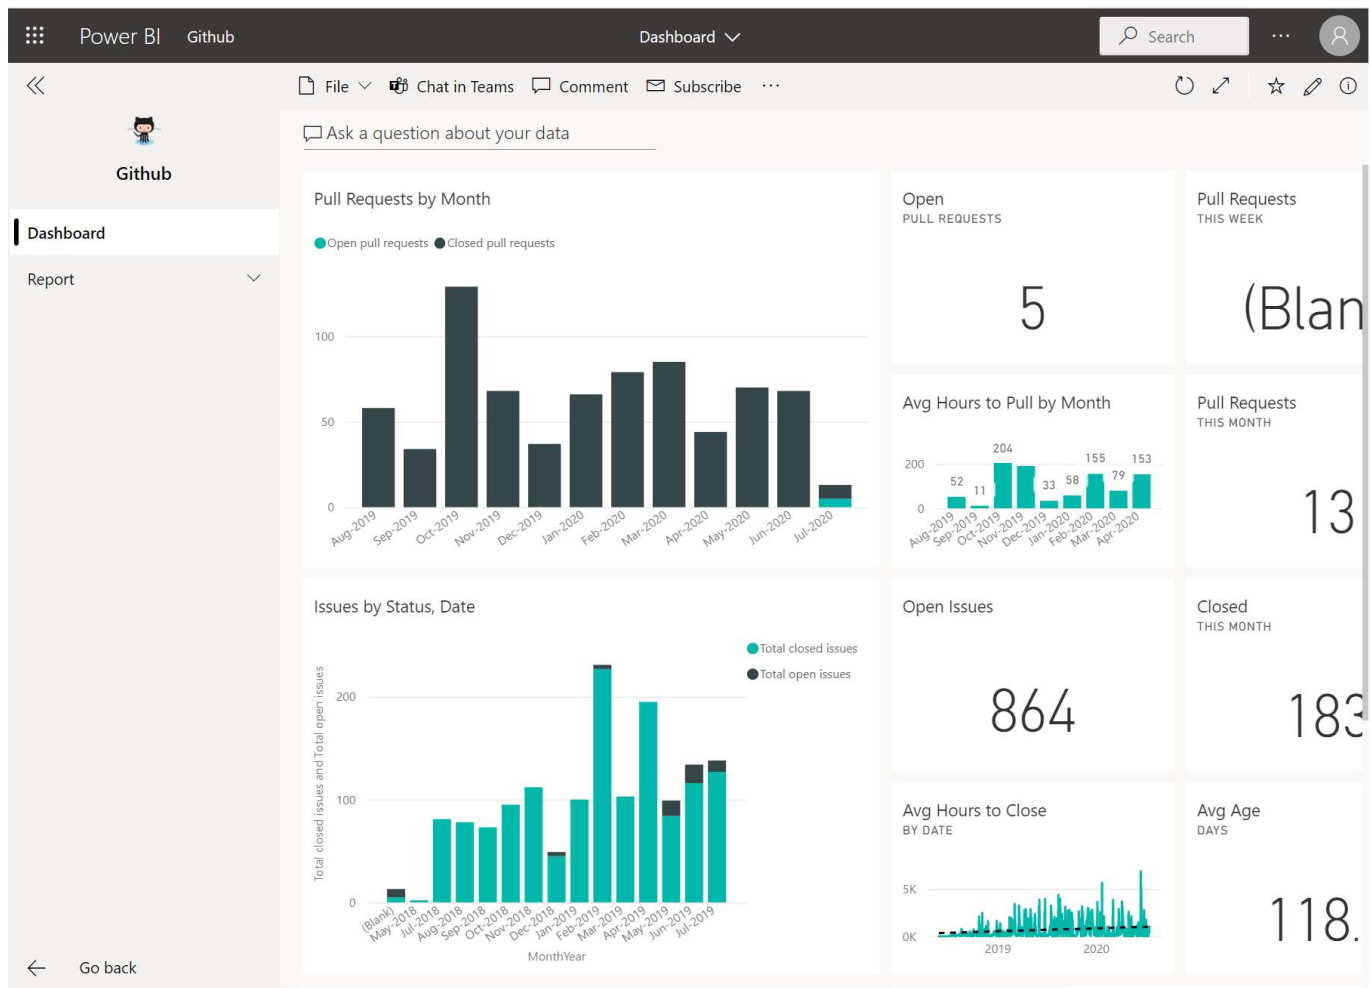 Power BI Github
Dashboard
Search
File
Chat in Teams
Comment
Subscribe
Github
Dashboard
Report
Go back
Ask a question about your data
Pull Requests by Month
Open pull requests
Closed pull requests
100
50
0
Aug-2019
Sep-2019
Oct-2019
Nov-2019
Dec-2019
Jan-2020
Feb-2020
Mar-2020
Apr-2020
May-2020
Jun-2020
Jul-2020
Open
PULL REQUESTS
5
Pull Requests
THIS WEEK
(Blan
Avg Hours to Pull by Month
200
0
52
11
204
33
58
155
79
153
Aug-2019
Sep-2019
Oct-2019
Nov-2019
Dec-2019
Jan-2020
Feb-2020
Mar-2020
Apr-2020
Pull Requests
THIS MONTH
13
Issues by Status, Date
Total closed issues
Total open issues
Total closed issues and Total open issues
200
100
0
(Blank)
May-2018
Jul-2018
Aug-2018
Sep-2018
Oct-2018
Nov-2018
Dec-2018
Jan-2019
Feb-2019
Mar-2019
Apr-2019
May-2019
Jun-2019
Jul-2019
MonthYear
Open Issues
864
Closed
THIS MONTH
183
Avg Hours to Close
BY DATE
5K
0K
2019
2020
Avg Age
DAYS
118.